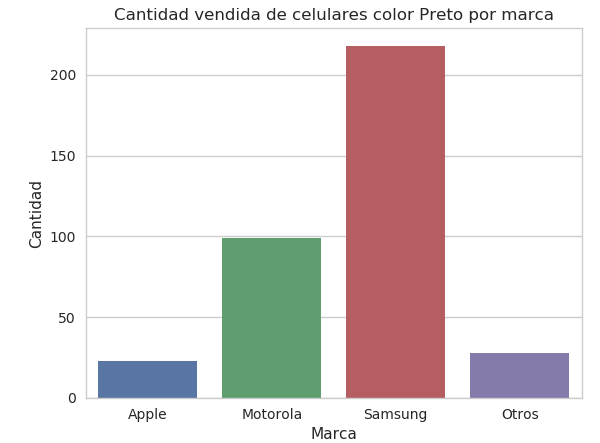 Cantidad vendida de celulares color Preto por marca
200
150
100
50
0
Cantidad
Apple Motorola Samsung Otros
Marca